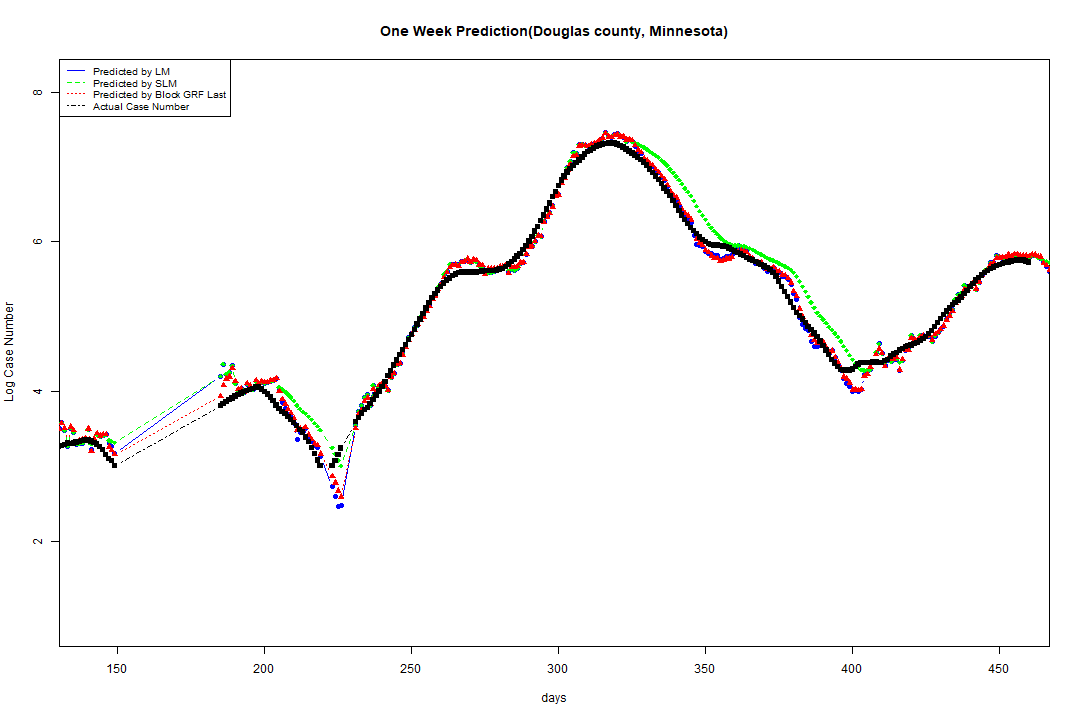 One Week Prediction(Douglas county, Minnesota)
Predicted by LM
Predicted by SLM
Predicted by Block GRF Last
Actual Case Number
Log Case Number
8
6
4
2
150 200 250 300 350 400 450
days